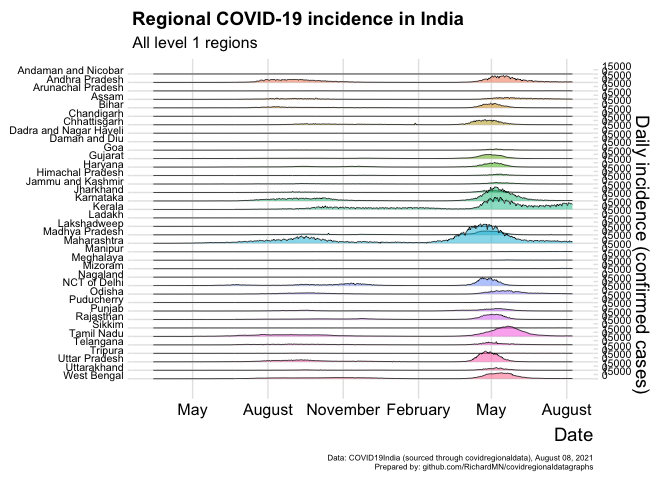 Regional COVID-19 incidence in India
All level 1 regions
Andaman and Nicobar
Andhra Pradesh
Arunachal Pradesh
Assam
Bihar
Chandigarh
Chhattisgarh
Dadra and Nagar Haveli
Daman and Diu
Goa
Gujarat
Haryana
Himachal Pradesh
Jammu and Kashmir
Jharkhand
Karnataka
Kerala
Ladakh
Lakshadweep
Madhya Pradesh
Maharashtra
Manipur
Meghalaya
Mizoram
Nagaland
NCT of Delhi
Odisha
Puducherry
Punjab
Rajasthan
Sikkim
Tamil Nadu
Telangana
Tripura
Uttar Pradesh
Uttarakhand
West Bengal
15000
Daily incidence (confirmed cases)
May August November February May August
Date
Data: COVID19India (sourced through covidregionaldata), August 08, 2021
Prepared by: github.com/RichardMN/covidregionaldatagraphs